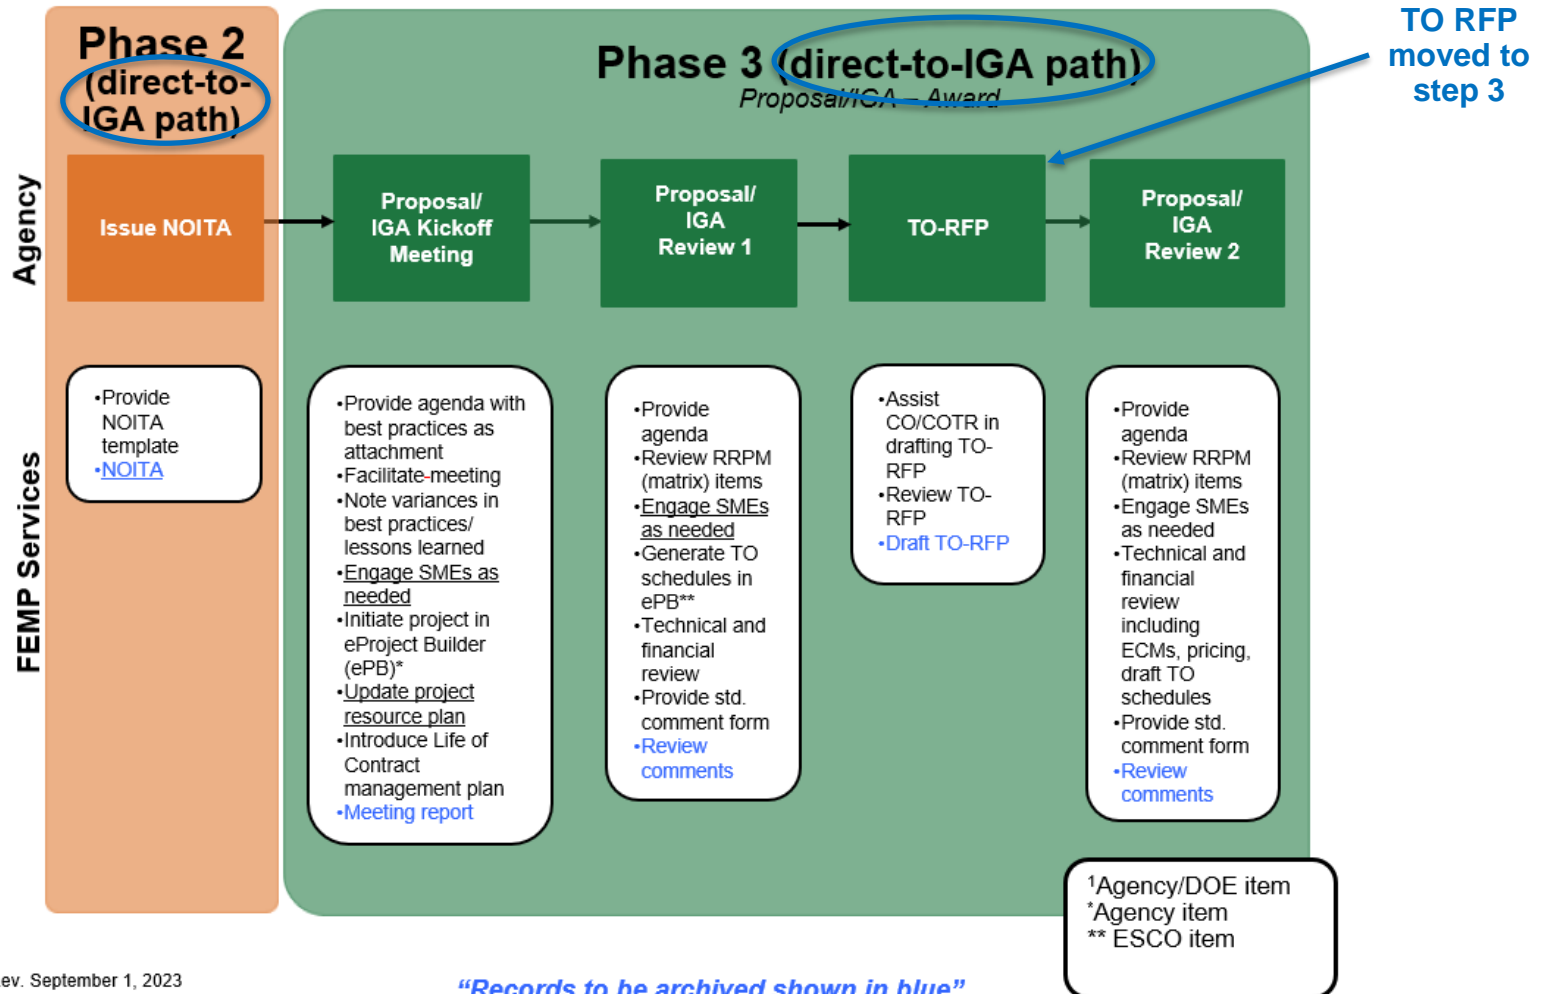 Phase 2
(direct-to-
IGA path)
Phase 3 (direct-to-IGA path)
Proposal/IGA – Award
TO RFP
moved to
step 3
Agency
Issue NOITA
Proposal/
IGA Kickoff
Meeting
Proposal/
IGA
Review 1
TO-RFP
Proposal/
IGA
Review 2
FEMP Services
•Provide
NOITA
template
•NOITA
•Provide agenda with
best practices as
attachment
•Facilitate-meeting
•Note variances in
best practices/
lessons learned
•Engage SMEs as
needed
•Initiate project in
eProject Builder
(ePB)*
•Update project
resource plan
•Introduce Life of
Contract
management plan
•Meeting report
•Provide
agenda
•Review RRPM
(matrix) items
•Engage SMEs
as needed
•Generate TO
schedules in
ePB**
•Technical and
financial
review
•Provide std.
comment form
•Review
comments
•Assist
CO/COTR in
drafting TO-
RFP
•Review TO-
RFP
•Draft TO-RFP
•Provide
agenda
•Review RRPM
(matrix) items
•Engage SMEs
as needed
•Technical and
financial
review
including
ECMs, pricing,
draft TO
schedules
•Provide std.
comment form
•Review
comments
¹Agency/DOE item
*Agency item
** ESCO item
ev. September 1, 2023
“Records to be archived shown in blue”